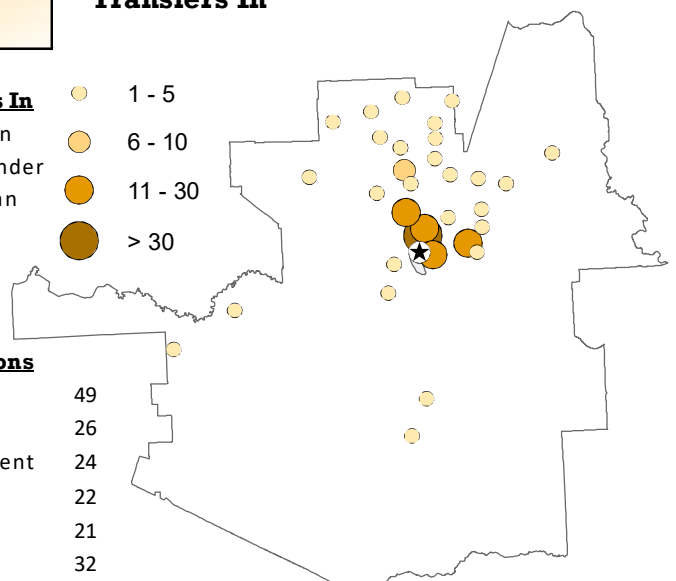 Transfers In
s In
n
nder
an
1 - 5
6 - 10
11 - 30
> 30
ons
49
26
ent 24
22
21
32